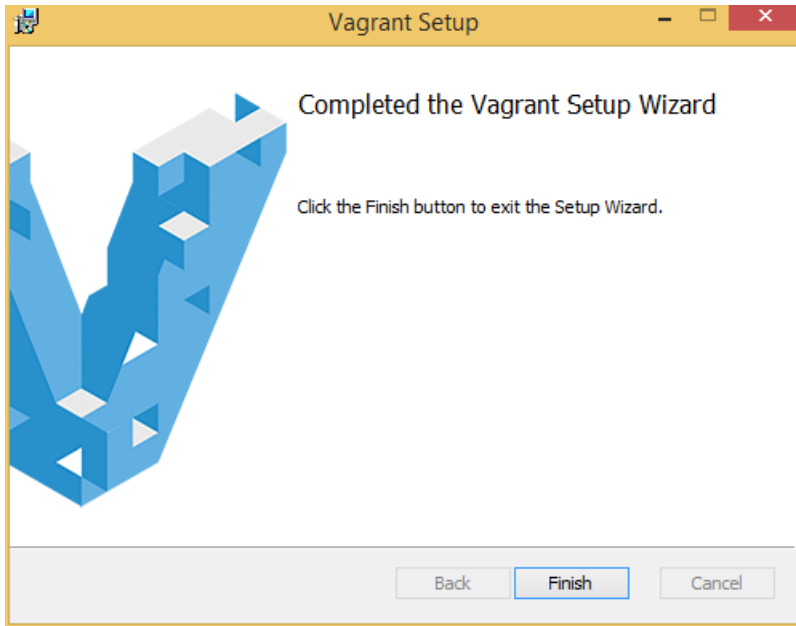 Vagrant Setup
Completed the Vagrant Setup Wizard
Click the Finish button to exit the Setup Wizard.
Back Finish Cancel